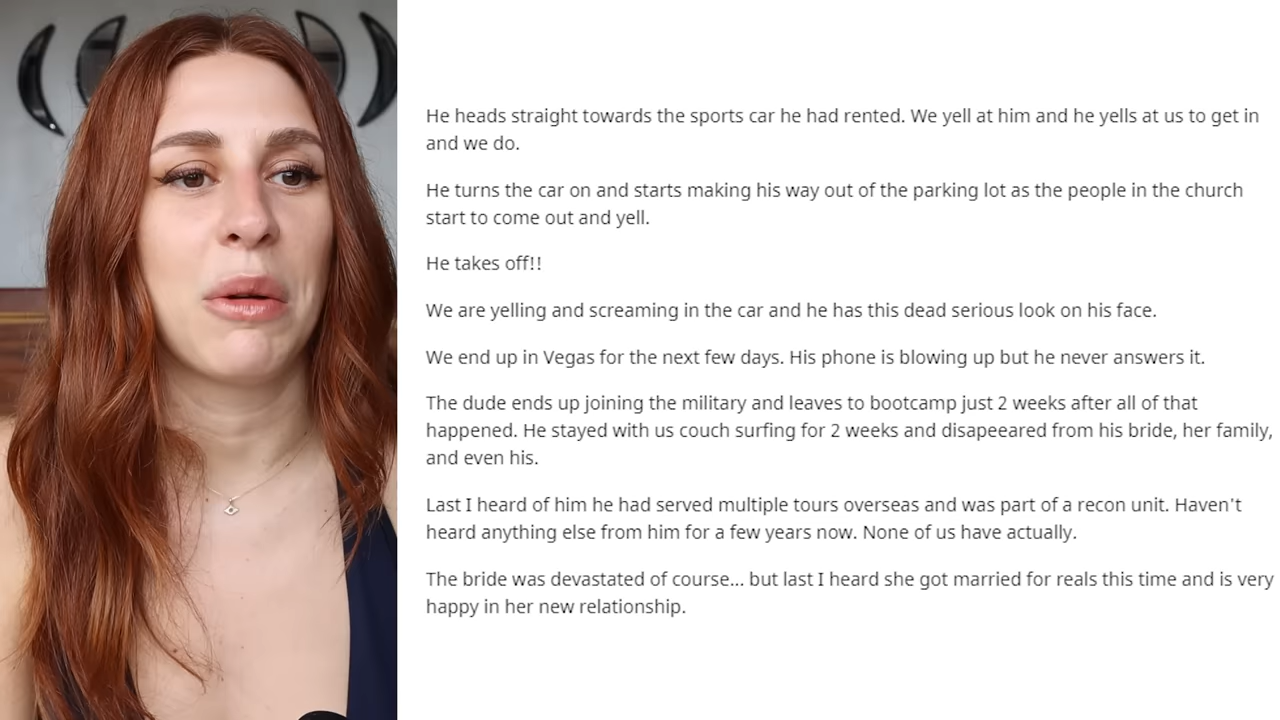 He heads straight towards the sports car he had rented. We yell at him and he yells at us to get in
and we do.
He turns the car on and starts making his way out of the parking lot as the people in the church
start to come out and yell.
He takes off!!
We are yelling and screaming in the car and he has this dead serious look on his face.
We end up in Vegas for the next few days. His phone is blowing up but he never answers it.
The dude ends up joining the military and leaves to bootcamp just 2 weeks after all of that
happened. He stayed with us couch surfing for 2 weeks and disapeeared from his bride, her family,
and even his.
Last I heard of him he had served multiple tours overseas and was part of a recon unit. Haven't
heard anything else from him for a few years now. None of us have actually.
The bride was devastated of course... but last I heard she got married for reals this time and is very
happy in her new relationship.